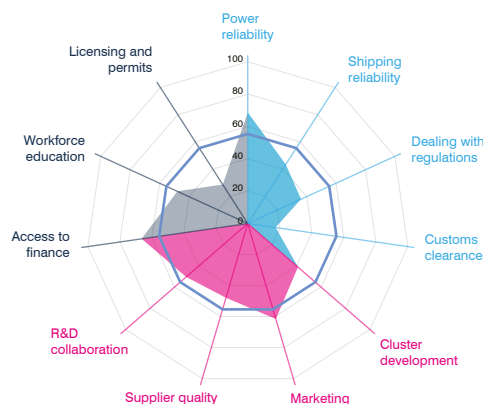 Power
reliability
Licensing and
permits
Shipping
reliability
100
80
60
40
20
0
Workforce
education
Dealing with
regulations
Access to
finance
Customs
clearance
R&D
collaboration
Cluster
development
Supplier quality
Marketing